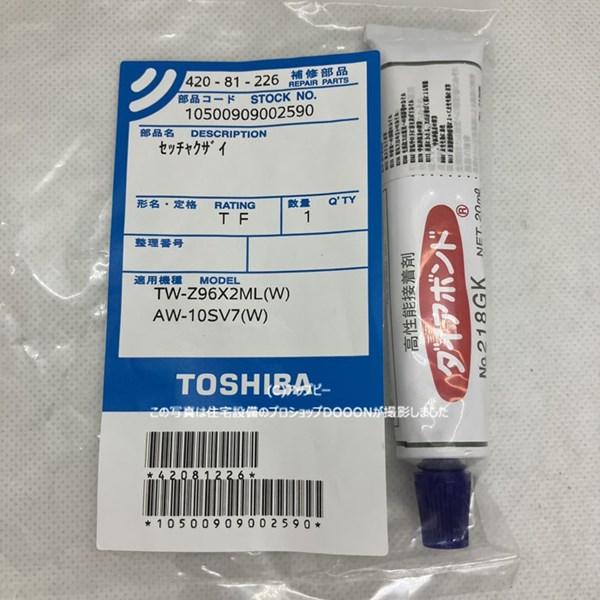 420 - 81 - 226 補修部品
REPAIR PARTS
部品コード STOCK NO.
10500909002590
部品名 DESCRIPTION
ｾｯﾁｬｸｻﾞｲ
形名・定格 RATING 数量 Q'TY
T F 1
整理番号
適用機種 MODEL
TW-Z96X2ML(W)
AW-10SV7(W)
TOSHIBA
この写真は住宅設備のプロショップDOOONが撮影しました
*42081226*
*10500909002590*
高性能接着剤
ダイアボンド®
No.218GK NET. 20mℓ